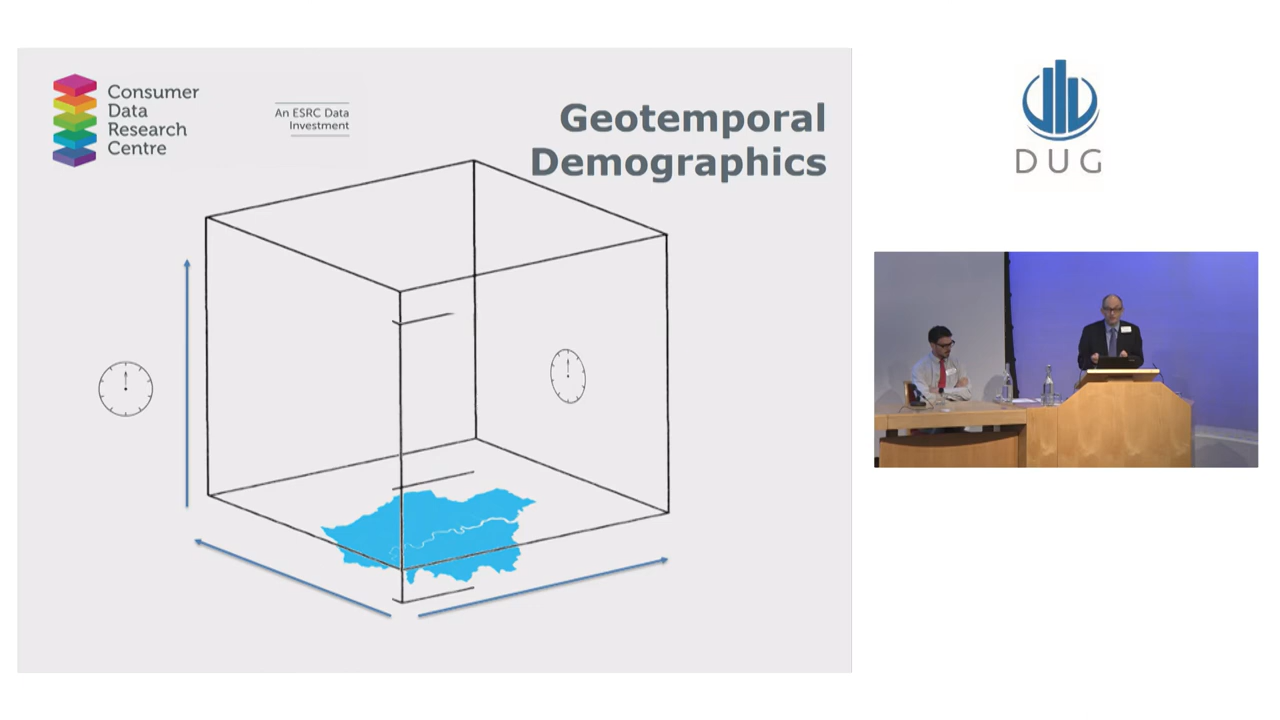 Consumer
Data
Research
Centre
An ESRC Data
Investment
Geotemporal
Demographics
DUG